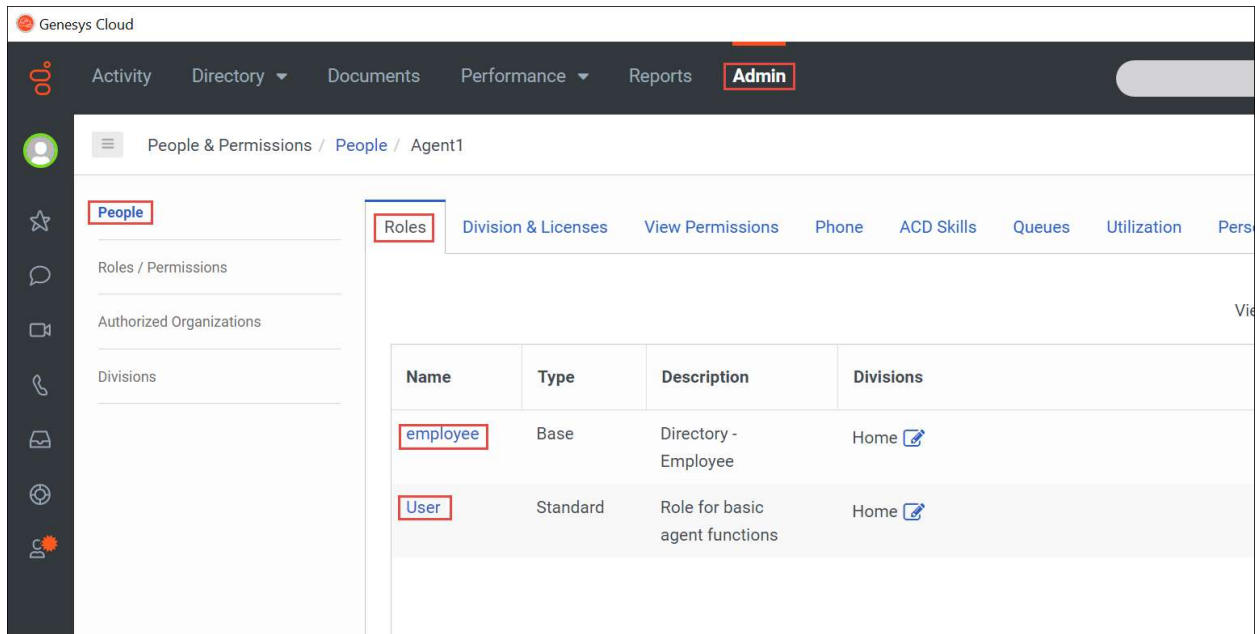 Genesys Cloud
Activity Directory Documents Performance Reports Admin
People & Permissions / People / Agent1
People
Roles / Permissions
Authorized Organizations
Divisions
Roles Division & Licenses View Permissions Phone ACD Skills Queues Utilization Perso
Vie
Name Type Description Divisions
employee Base Directory - Home
Employee
User Standard Role for basic Home
agent functions